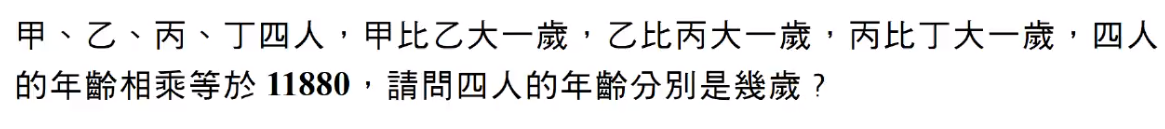 甲、乙、丙、丁四人，甲比乙大一歲，乙比丙大一歲，丙比丁大一歲，四人
的年齡相乘等於 11880，請問四人的年齡分別是幾歲？